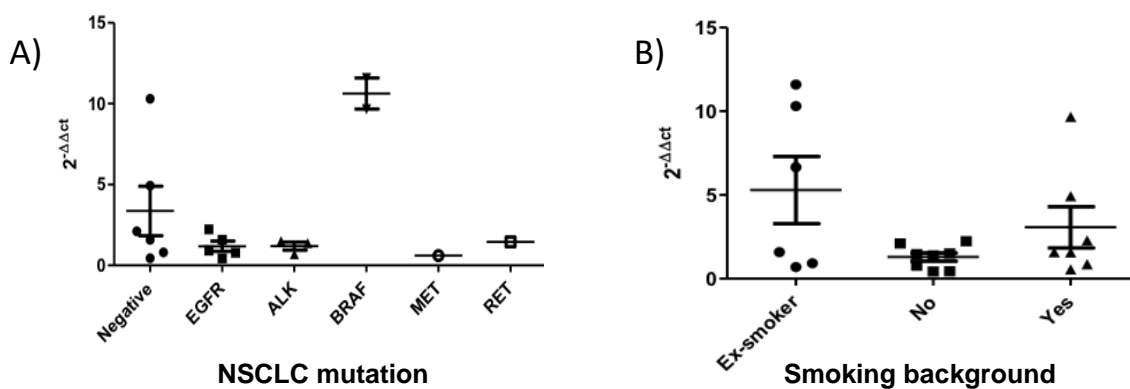 A)
2^-ΔΔct
15
10
5
0
Negative
EGFR
ALK
BRAF
MET
RET
NSCLC mutation
B)
2^-ΔΔct
15
10
5
0
Ex-smoker
No
Yes
Smoking background